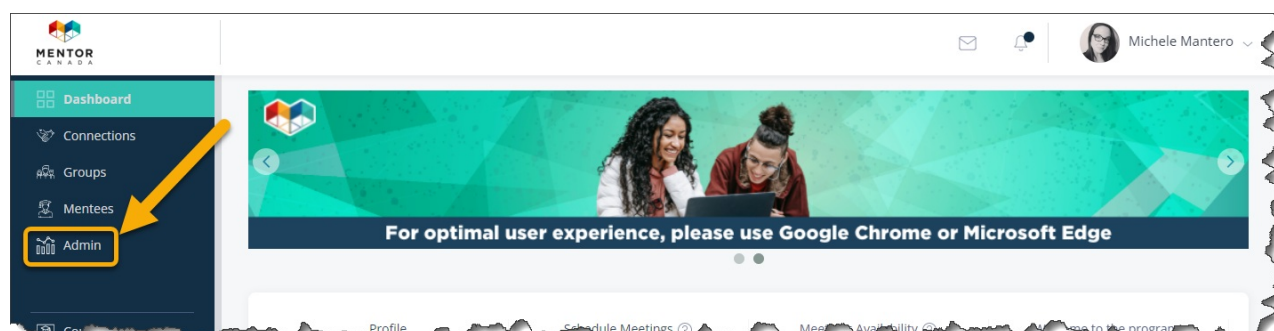 MENTOR
CANADA
Michele Mantero
Dashboard
Connections
Groups
Mentees
Admin
For optimal user experience, please use Google Chrome or Microsoft Edge
Profile
Schedule Meetings